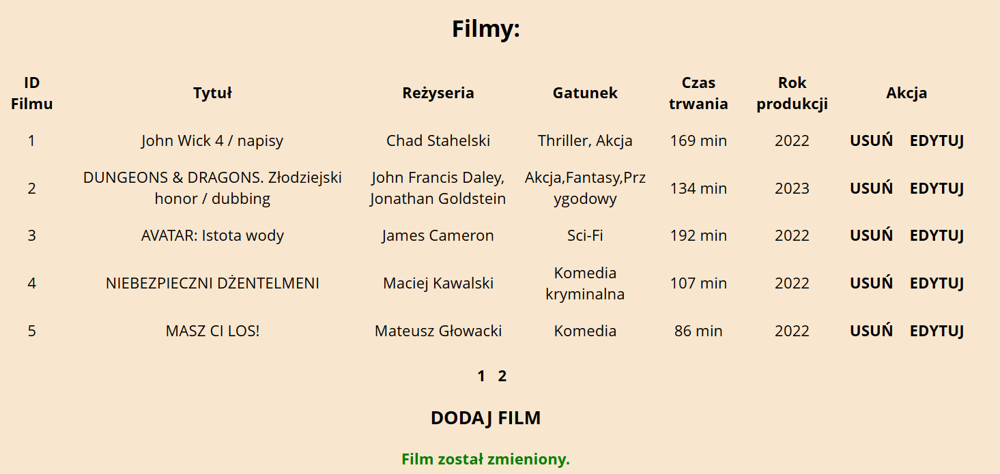 Filmy:
ID Filmu Tytuł Reżyseria Gatunek Czas trwania Rok produkcji Akcja
1 John Wick 4 / napisy Chad Stahelski Thriller, Akcja 169 min 2022 USUŃ EDYTUJ
2 DUNGEONS & DRAGONS. Złodziejski honor / dubbing John Francis Daley, Jonathan Goldstein Akcja,Fantasy,Przygodowy 134 min 2023 USUŃ EDYTUJ
3 AVATAR: Istota wody James Cameron Sci-Fi 192 min 2022 USUŃ EDYTUJ
4 NIEBEZPIECZNI DŻENTELMENI Maciej Kawalski Komedia kryminalna 107 min 2022 USUŃ EDYTUJ
5 MASZ CI LOS! Mateusz Głowacki Komedia 86 min 2022 USUŃ EDYTUJ
1 2
DODAJ FILM
Film został zmieniony.